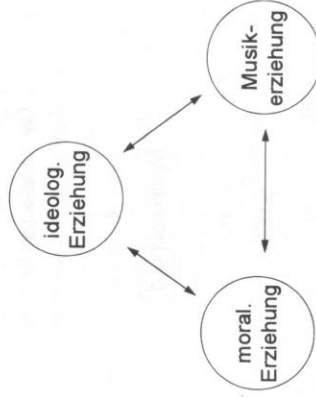 ideolog.
Erziehung
Musik-
erziehung
moral.
Erziehung